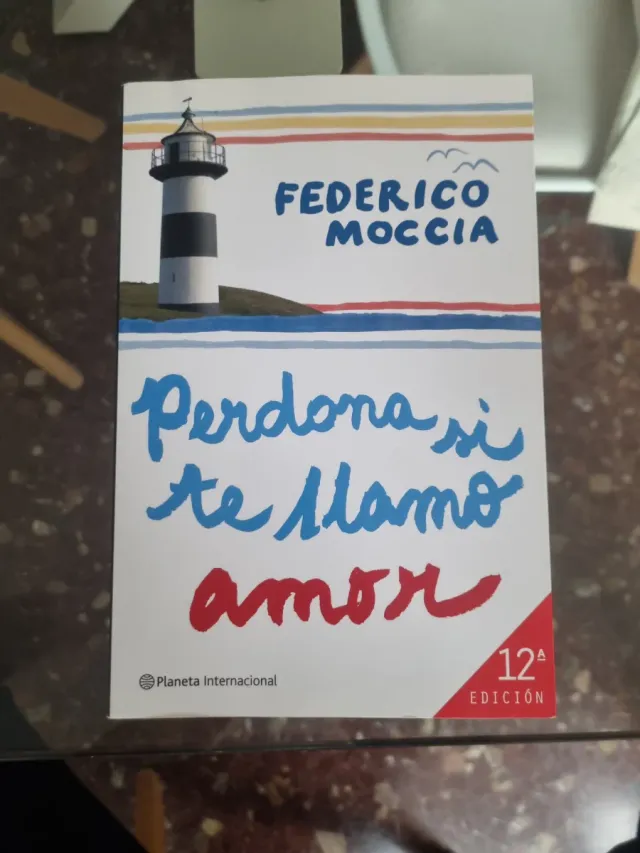 FEDERICO
MOCCIA
Perdona si
te llamo
amor
Planeta Internacional
12ª
EDICIÓN